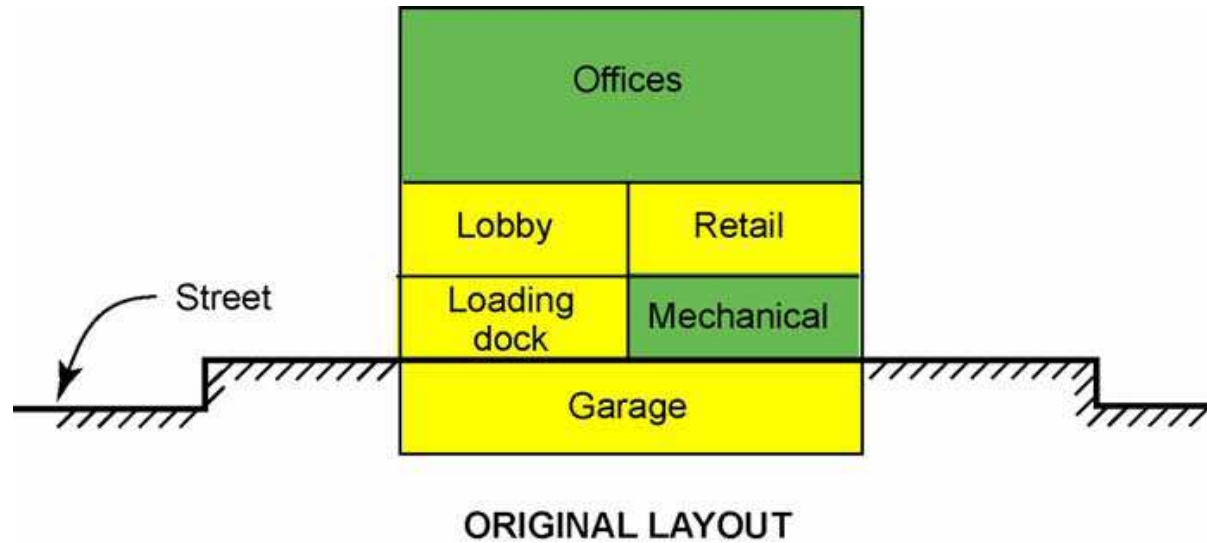 Offices
Lobby
Retail
Street
Loading
dock
Mechanical
Garage
ORIGINAL LAYOUT